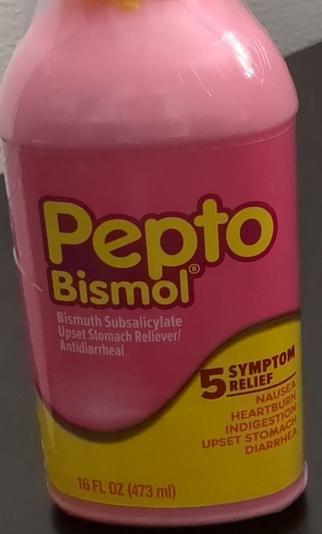 Pepto
Bismol®
Bismuth Subsalicylate
Upset Stomach Reliever/
Antidiarrheal
5 SYMPTOM
RELIEF
NAUSEA
HEARTBURN
INDIGESTION
UPSET STOMACH
DIARRHEA
16 FL OZ (473 ml)